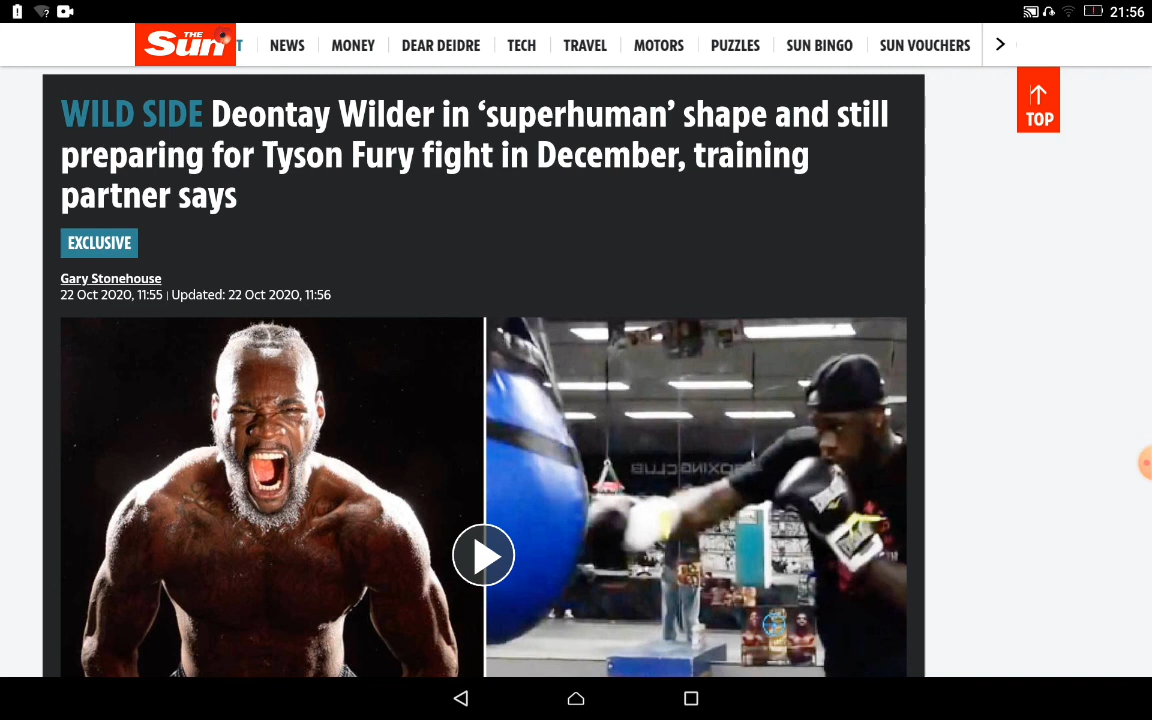 21:56
THE Sun
T
NEWS
MONEY
DEAR DEIDRE
TECH
TRAVEL
MOTORS
PUZZLES
SUN BINGO
SUN VOUCHERS
TOP
WILD SIDE Deontay Wilder in ‘superhuman’ shape and still
preparing for Tyson Fury fight in December, training
partner says
EXCLUSIVE
Gary Stonehouse
22 Oct 2020, 11:55 | Updated: 22 Oct 2020, 11:56